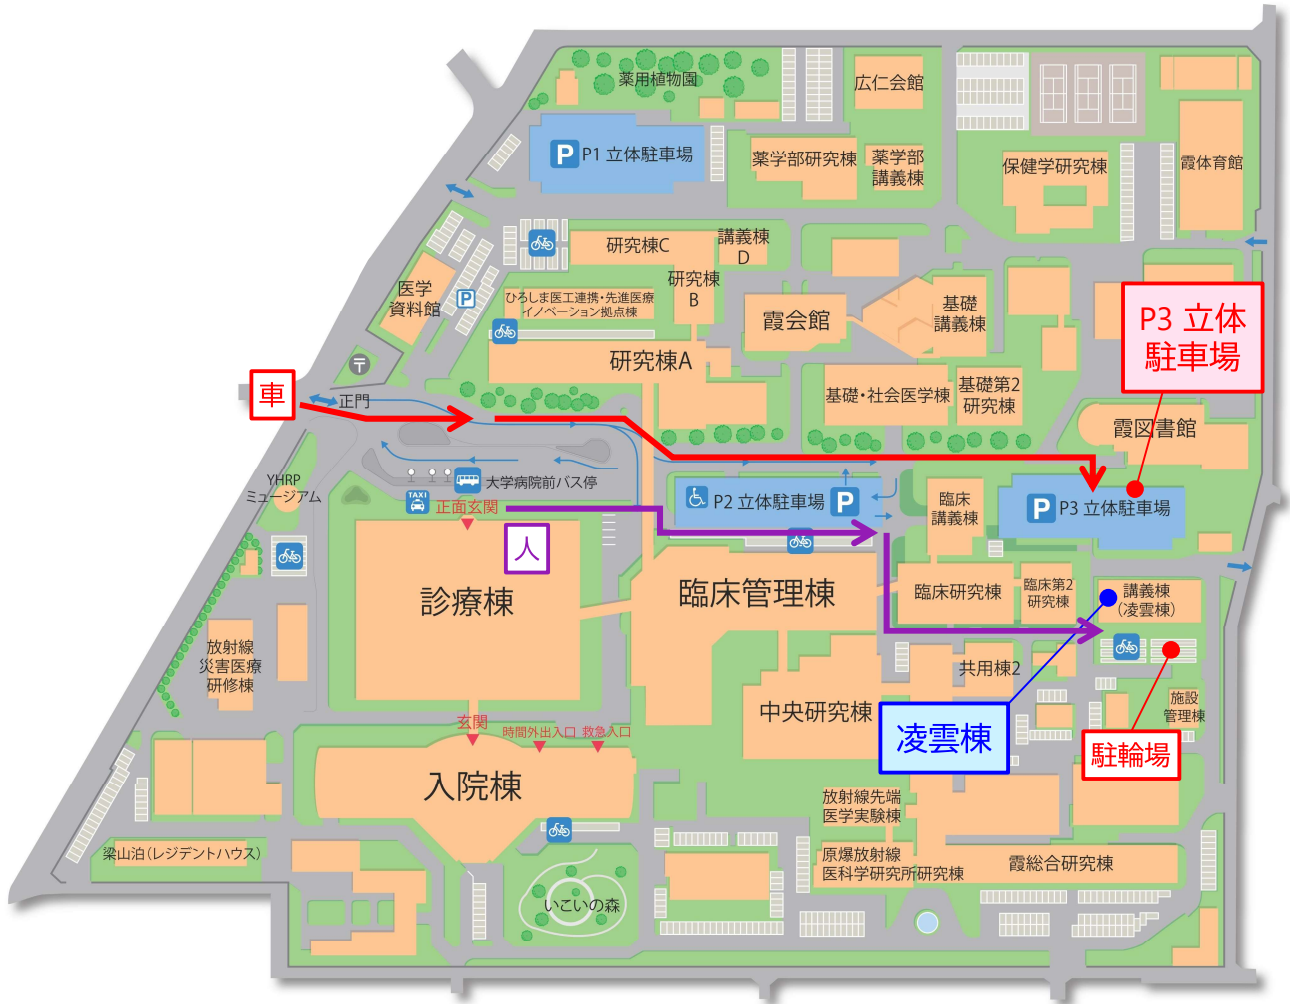 薬用植物園
広仁会館
P P1 立体駐車場
薬学部研究棟
薬学部
講義棟
保健学研究棟
霞体育館
研究棟C
講義棟
D
研究棟
B
医学
資料館
P
ひろしま医工連携・先進医療
イノベーション拠点棟
霞会館
基礎
講義棟
P3 立体
駐車場
研究棟A
基礎・社会医学棟
基礎第2
研究棟
〒
車
正門
霞図書館
YHRP
ミュージアム
大学病院前バス停
TAXI
正面玄関
P2 立体駐車場 P
臨床
講義棟
P P3 立体駐車場
人
診療棟
臨床管理棟
臨床研究棟
臨床第2
研究棟
講義棟
(凌雲棟)
放射線
災害医療
研修棟
共用棟2
中央研究棟
施設
管理棟
凌雲棟
駐輪場
玄関
時間外出入口
救急入口
入院棟
放射線先端
医学実験棟
梁山泊(レジデントハウス)
原爆放射線
医科学研究所研究棟
霞総合研究棟
いこいの森